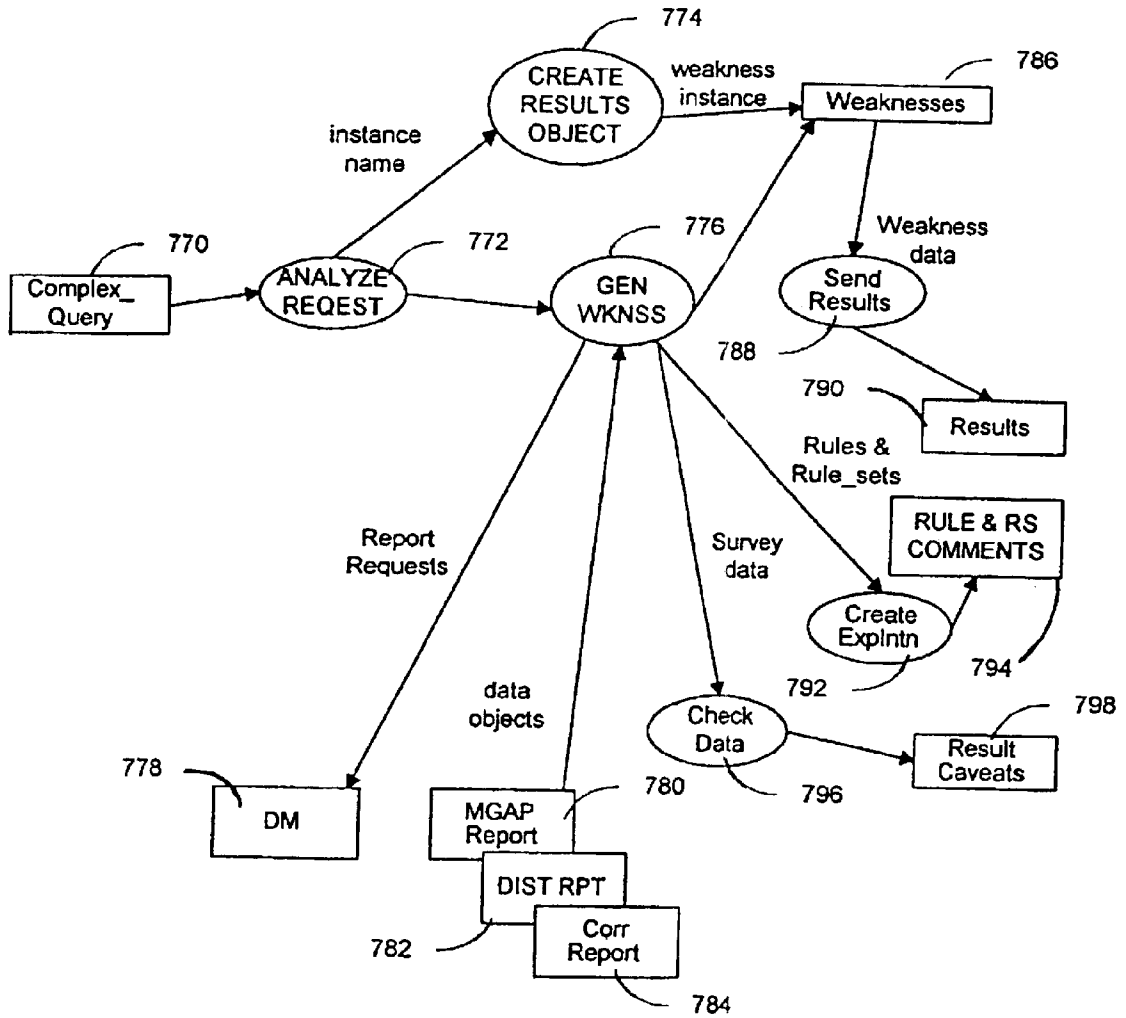 774
CREATE
RESULTS
OBJECT
weakness
instance
786
Weaknesses
instance
name
770
772
776
Weakness
data
Complex_
Query
ANALYZE
REQEST
GEN
WKNSS
Send
Results
788
790
Results
Rules &
Rule_sets
Report
Requests
Survey
data
RULE & RS
COMMENTS
Create
Explntn
792
794
data
objects
Check
Data
798
Result
Caveats
796
778
DM
780
MGAP
Report
DIST RPT
782
Corr
Report
784